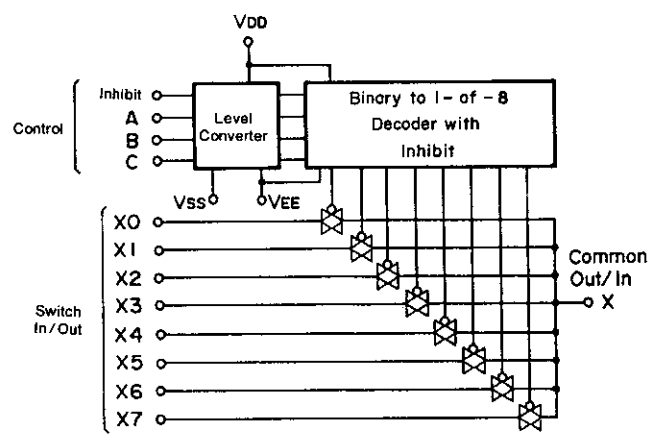 VDD
Inhibit
A
B
C
Control
Level
Converter
Binary to 1-of-8
Decoder with
Inhibit
VSS
VEE
X0
X1
X2
X3
X4
X5
X6
X7
Switch
In/Out
Common
Out/In
X